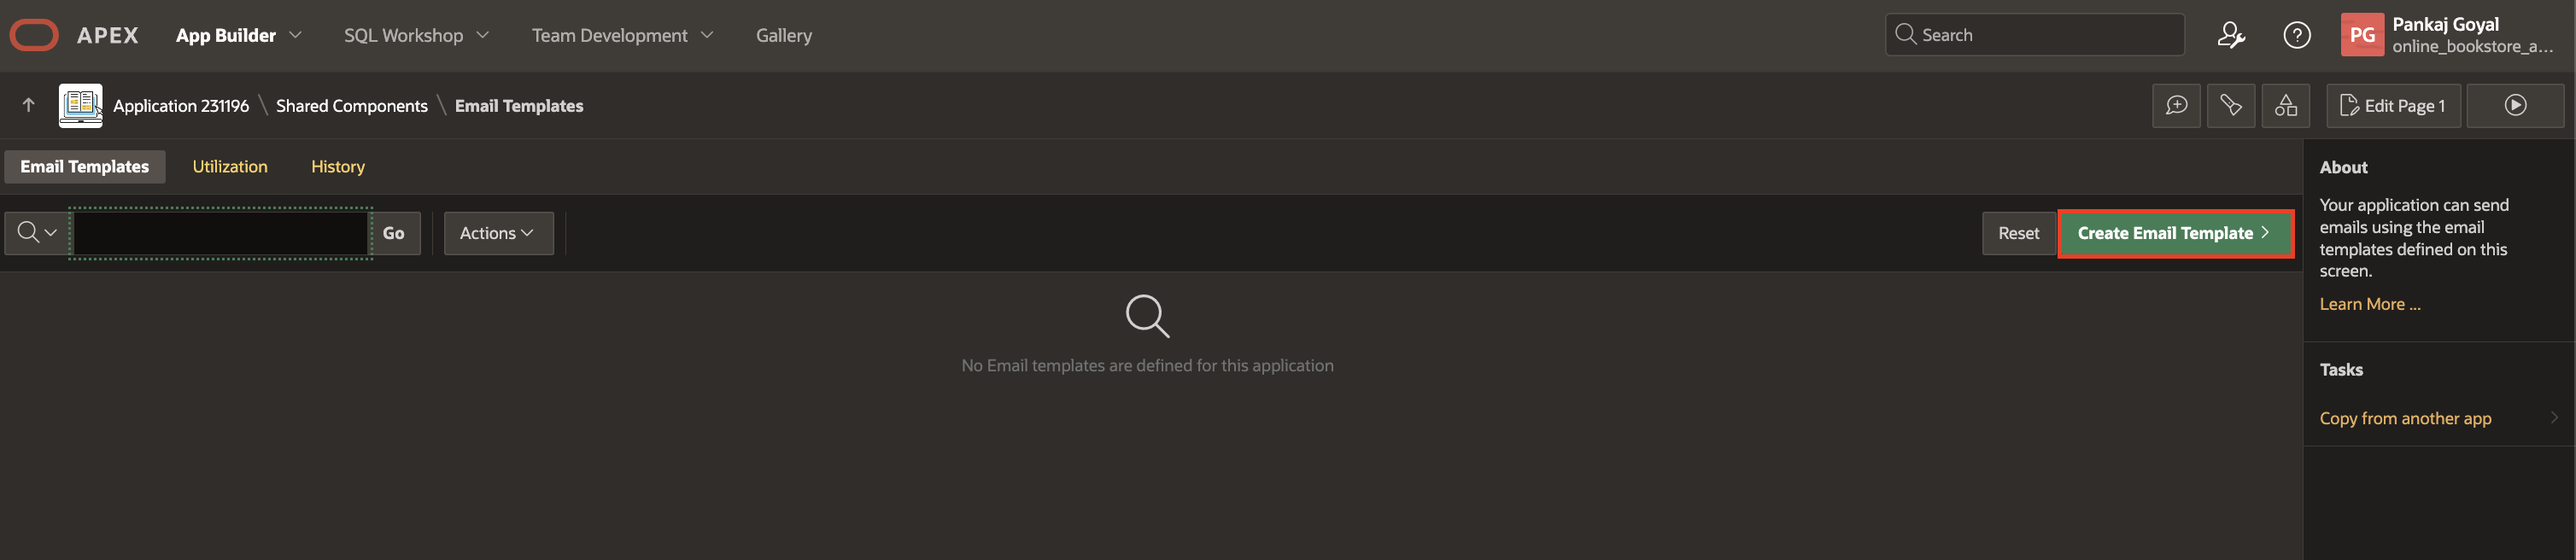 APEX App Builder SQL Workshop Team Development Gallery Search PG Pankaj Goyal
online_bookstore_a...
Application 231196 \ Shared Components \ Email Templates Edit Page 1
Email Templates Utilization History
Go Actions Reset Create Email Template
No Email templates are defined for this application
About
Your application can send
emails using the email
templates defined on this
screen.
Learn More ...
Tasks
Copy from another app